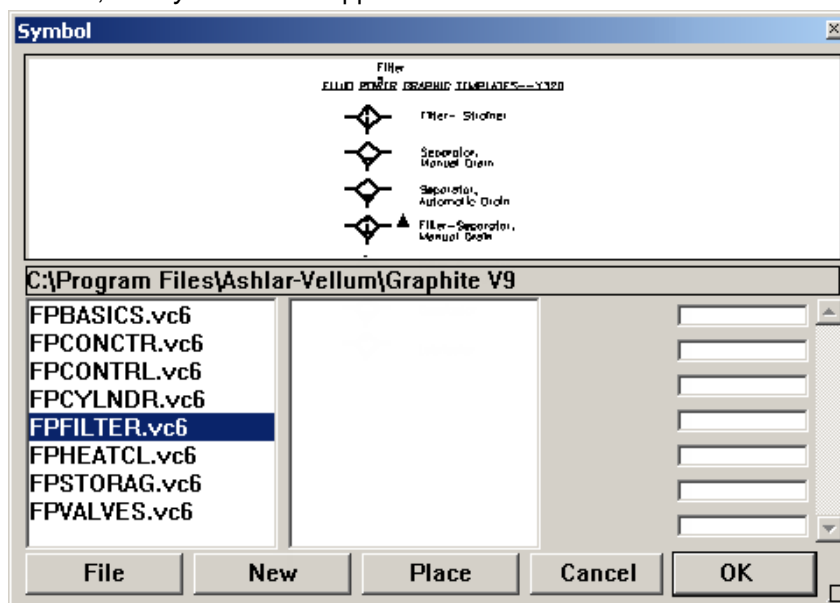 Symbol
Filter
FLUID POWER GRAPHIC TEMPLATES--Y320
Filter- Strainer
Separator,
Manual Drain
Separator,
Automatic Drain
Filter-Separator,
Manual Drain
C:\Program Files\Ashlar-Vellum\Graphite V9
FPBASICS.vc6
FPCONCTR.vc6
FPCONTRL.vc6
FPCYLNDR.vc6
FPFILTER.vc6
FPHEATCL.vc6
FPSTORAG.vc6
FPVALVES.vc6
File New Place Cancel OK